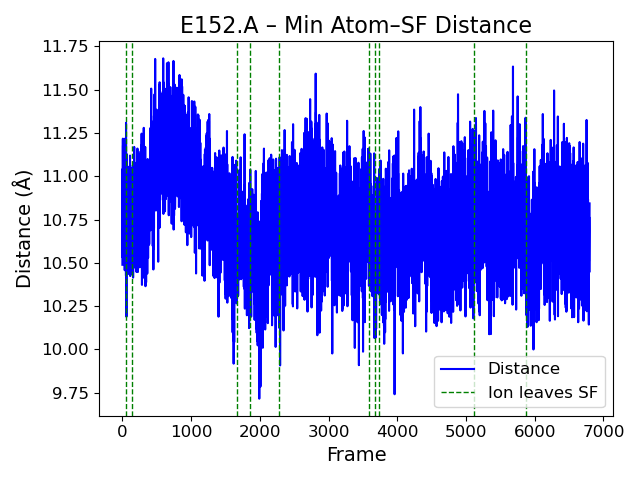 E152.A – Min Atom–SF Distance
11.75
11.50
11.25
11.00
10.75
10.50
10.25
10.00
9.75
Distance (Å)
Distance
Ion leaves SF
0 1000 2000 3000 4000 5000 6000 7000
Frame